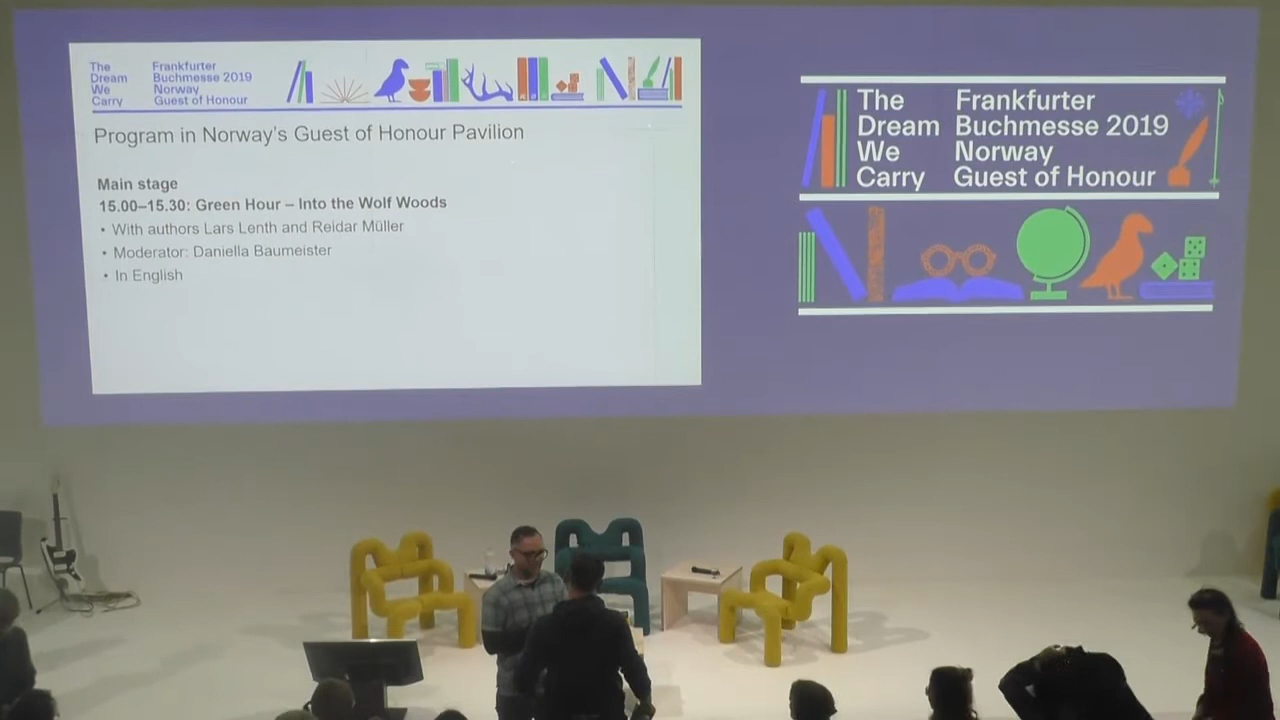 The Dream We Carry
Frankfurter Buchmesse 2019 Norway Guest of Honour
Program in Norway's Guest of Honour Pavilion
Main stage
15.00–15.30: Green Hour – Into the Wolf Woods
• With authors Lars Lenth and Reidar Müller
• Moderator: Daniella Baumeister
• In English
The Frankfurter
Dream Buchmesse 2019
We Norway
Carry Guest of Honour